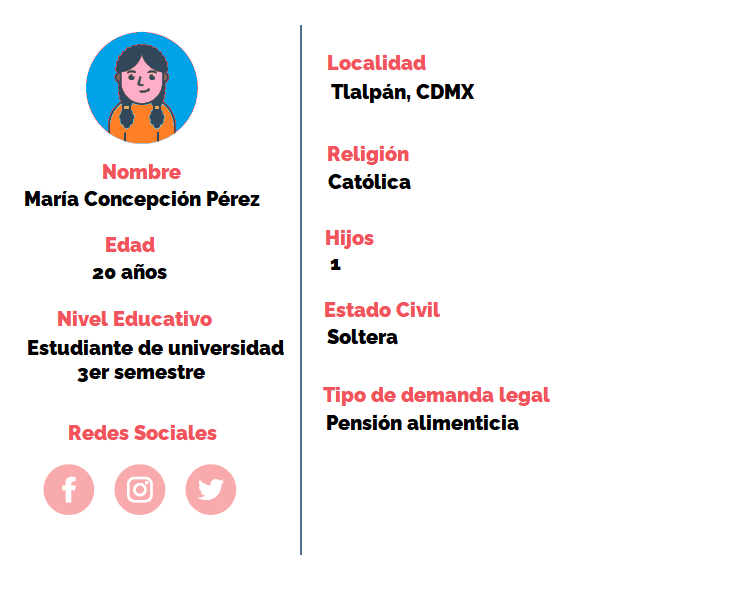 Nombre
María Concepción Pérez
Edad
20 años
Nivel Educativo
Estudiante de universidad
3er semestre
Redes Sociales
Localidad
Tlalpán, CDMX
Religión
Católica
Hijos
1
Estado Civil
Soltera
Tipo de demanda legal
Pensión alimenticia